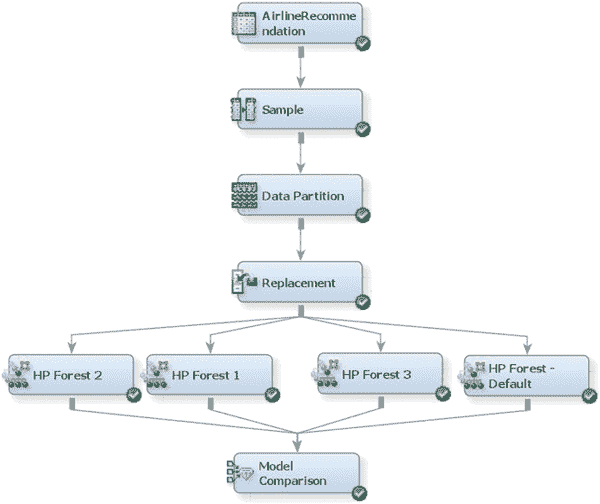 AirlineRecomme
ndation
Sample
Data Partition
Replacement
HP Forest 2
HP Forest 1
HP Forest 3
HP Forest -
Default
Model
Comparison